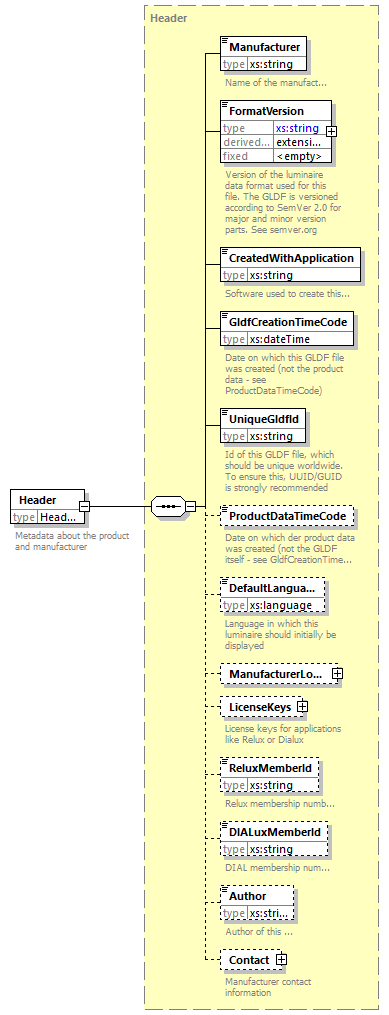 Header
Manufacturer
type xs:string
Name of the manufact...
FormatVersion
type xs:string
derived... extensi...
fixed <empty>
Version of the luminaire
data format used for this
file. The GLDF is versioned
according to SemVer 2.0 for
major and minor version
parts. See semver.org
CreatedWithApplication
type xs:string
Software used to create this...
GldfCreationTimeCode
type xs:dateTime
Date on which this GLDF file
was created (not the product
data - see
ProductDataTimeCode)
UniqueGldfId
type xs:string
Id of this GLDF file, which
should be unique worldwide.
To ensure this, UUID/GUID
is strongly recommended
Header
type Head...
Metadata about the product
and manufacturer
ProductDataTimeCode
Date on which der product data
was created (not the GLDF
itself - see GldfCreationTime...
DefaultLangua...
type xs:language
Language in which this
luminaire should initially be
displayed
ManufacturerLo...
LicenseKeys
License keys for applications
like Relux or Dialux
ReluxMemberId
type xs:string
Relux membership numb...
DIALuxMemberId
type xs:string
DIAL membership num...
Author
type xs:stri...
Author of this ...
Contact
Manufacturer contact
information